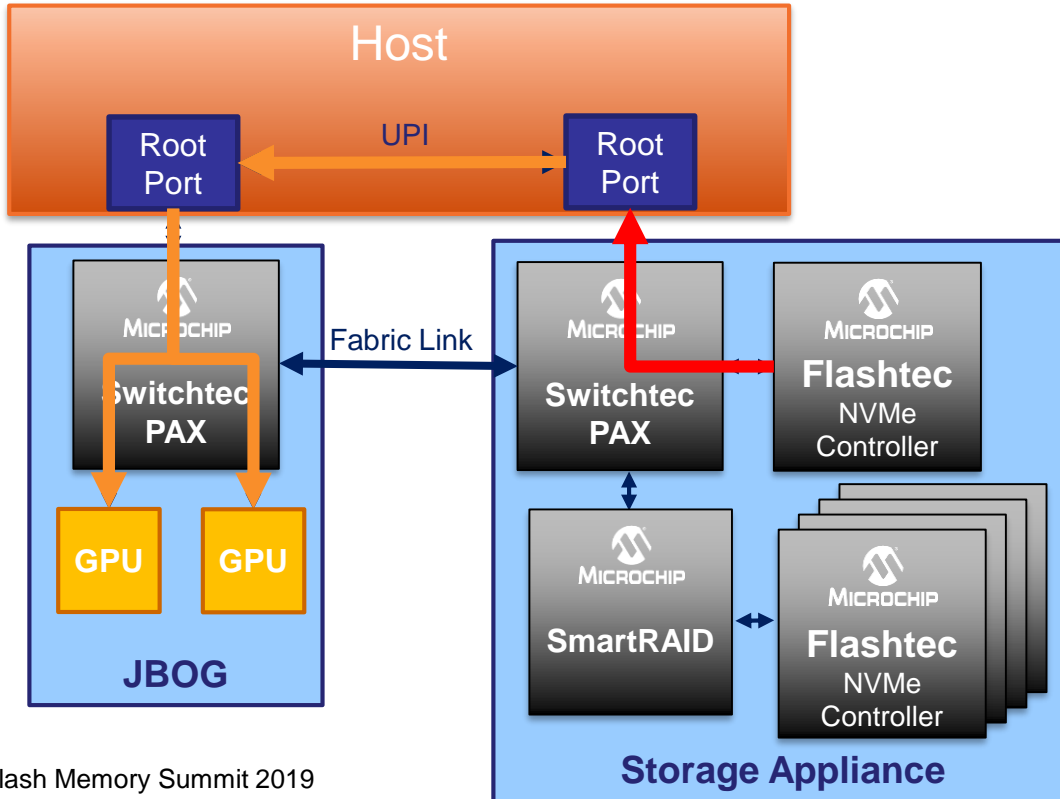 Host
UPI
Root
Port
Root
Port
MICROCHIP
Switchtec
PAX
Fabric Link
MICROCHIP
Switchtec
PAX
MICROCHIP
Flashtec
NVMe
Controller
GPU
GPU
JBOG
MICROCHIP
SmartRAID
MICROCHIP
Flashtec
NVMe
Controller
Storage Appliance
lash Memory Summit 2019